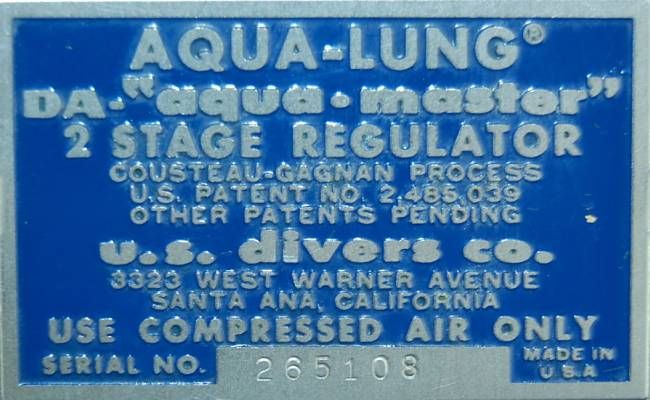 AQUA-LUNG®
DA-"aqua•master"
2 STAGE REGULATOR
COUSTEAU-GAGNAN PROCESS
U.S. PATENT NO. 2,485,039
OTHER PATENTS PENDING
u.s. divers co.
3323 WEST WARNER AVENUE
SANTA ANA, CALIFORNIA
USE COMPRESSED AIR ONLY
SERIAL NO. 265108
MADE IN
U.S.A